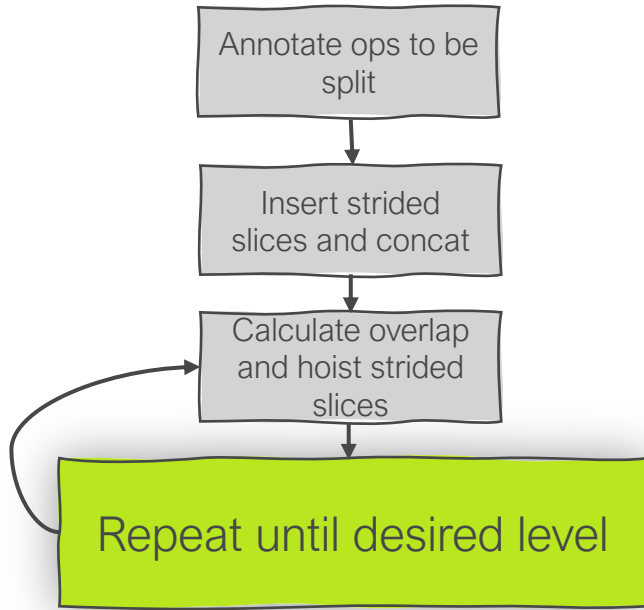 Annotate ops to be
split
Insert strided
slices and concat
Calculate overlap
and hoist strided
slices
Repeat until desired level